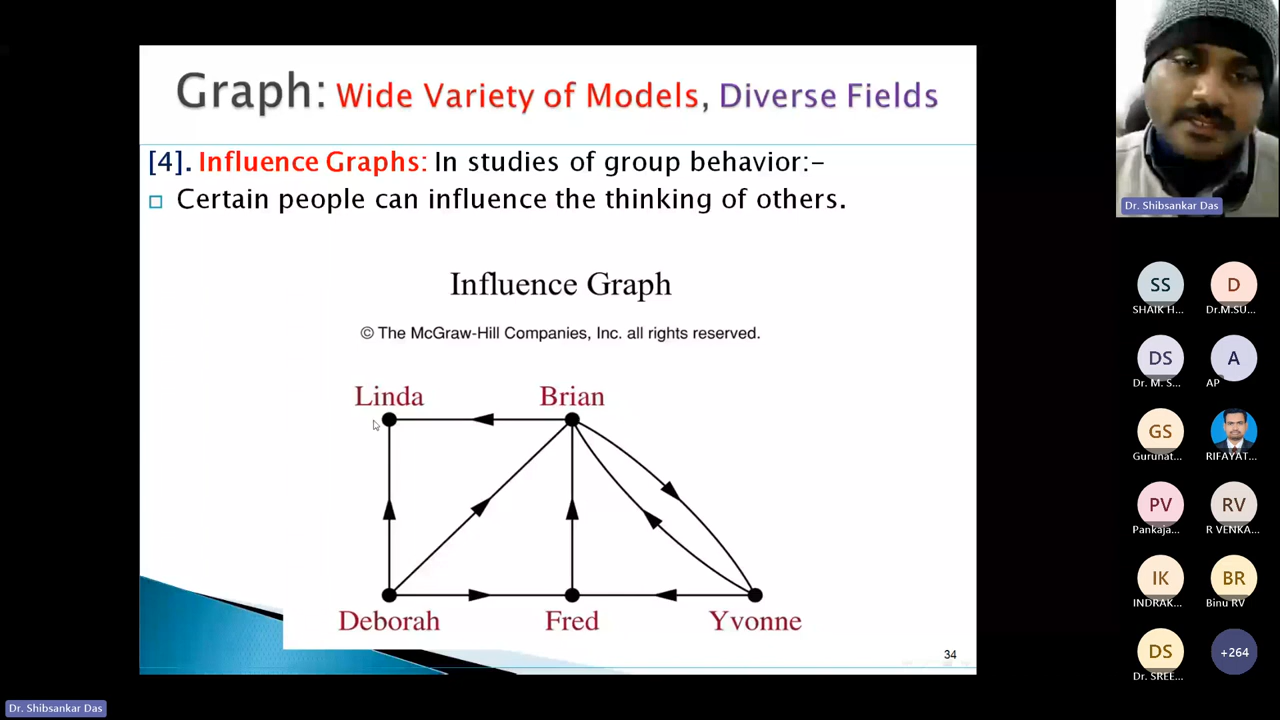 Graph: Wide Variety of Models, Diverse Fields
[4]. Influence Graphs: In studies of group behavior:-
Certain people can influence the thinking of others.
Influence Graph
© The McGraw-Hill Companies, Inc. all rights reserved.
Linda
Brian
Deborah
Fred
Yvonne
34
Dr. Shibsankar Das
SS
SHAIK H...
D
Dr.M.SU...
DS
Dr. M. S...
A
AP
GS
Gurunat...
RIFAYAT...
PV
Pankaja...
RV
R VENKA...
IK
INDRAK...
BR
Binu RV
DS
Dr. SREE...
+264
Dr. Shibsankar Das